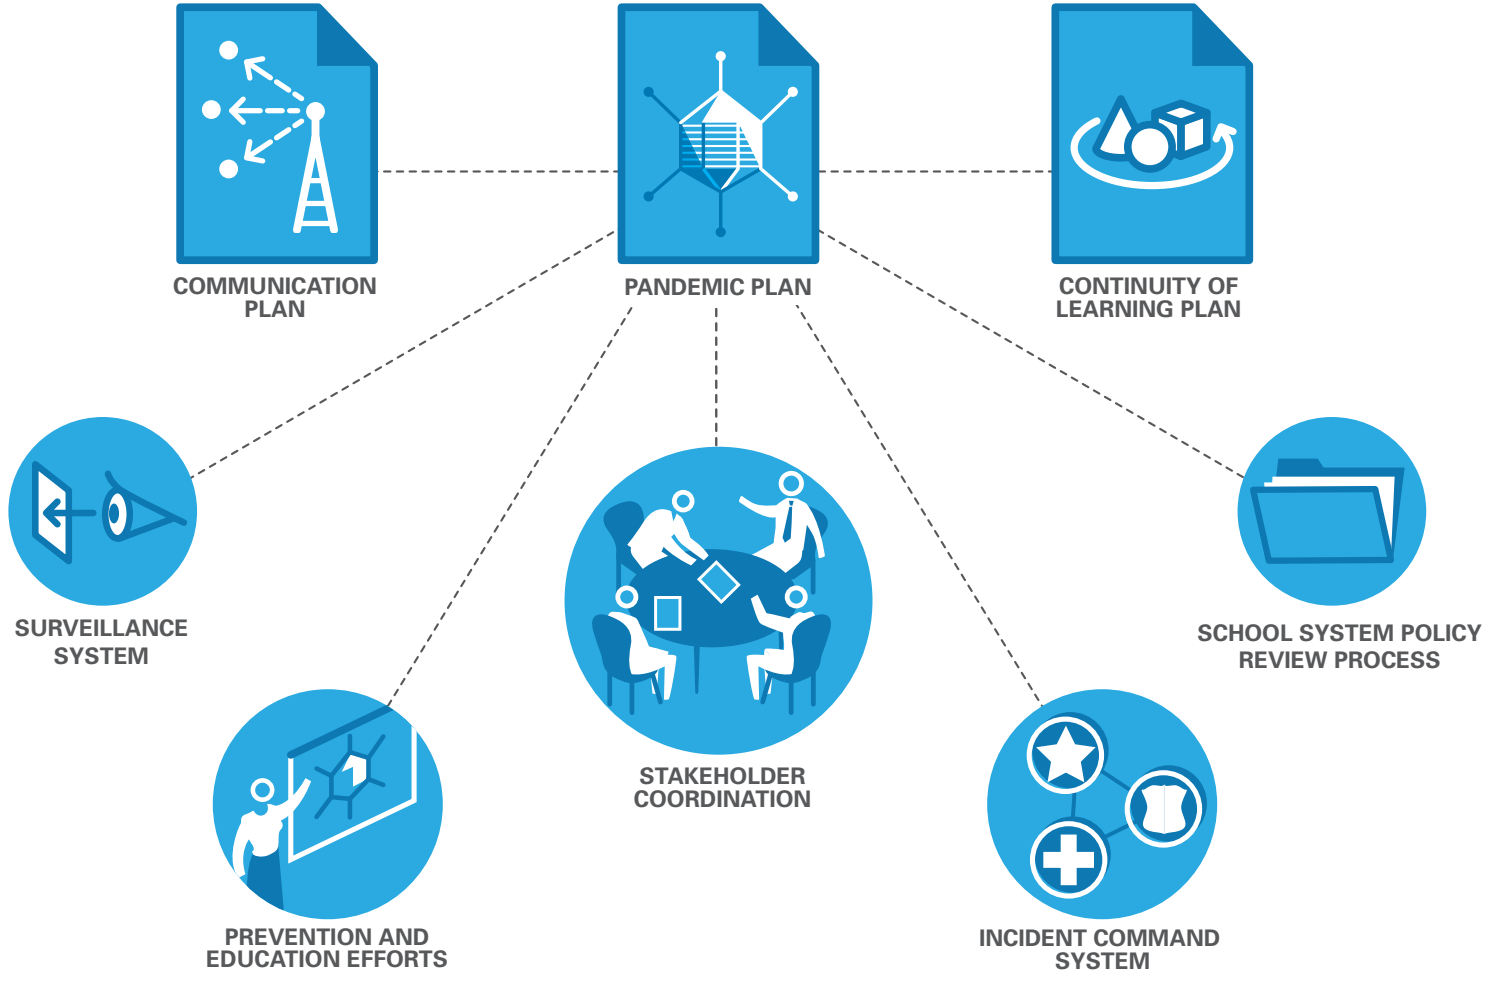 COMMUNICATION
PLAN
PANDEMIC PLAN
CONTINUITY OF
LEARNING PLAN
SURVEILLANCE
SYSTEM
SCHOOL SYSTEM POLICY
REVIEW PROCESS
STAKEHOLDER
COORDINATION
PREVENTION AND
EDUCATION EFFORTS
INCIDENT COMMAND
SYSTEM